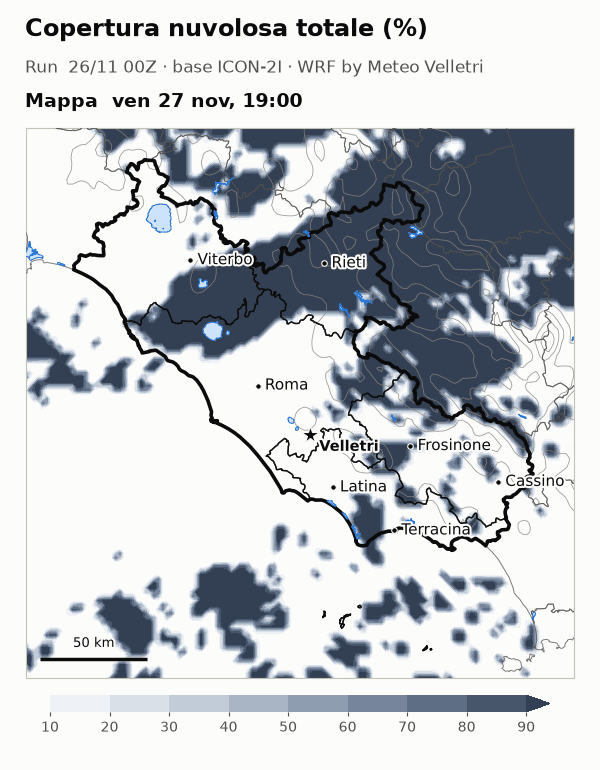 Copertura nuvolosa totale (%)
Run  26/11 00Z · base ICON-2I · WRF by Meteo Velletri
Mappa  ven 27 nov, 19:00
Viterbo
Rieti
Roma
Velletri
Frosinone
Cassino
Latina
Terracina
50 km
10 20 30 40 50 60 70 80 90